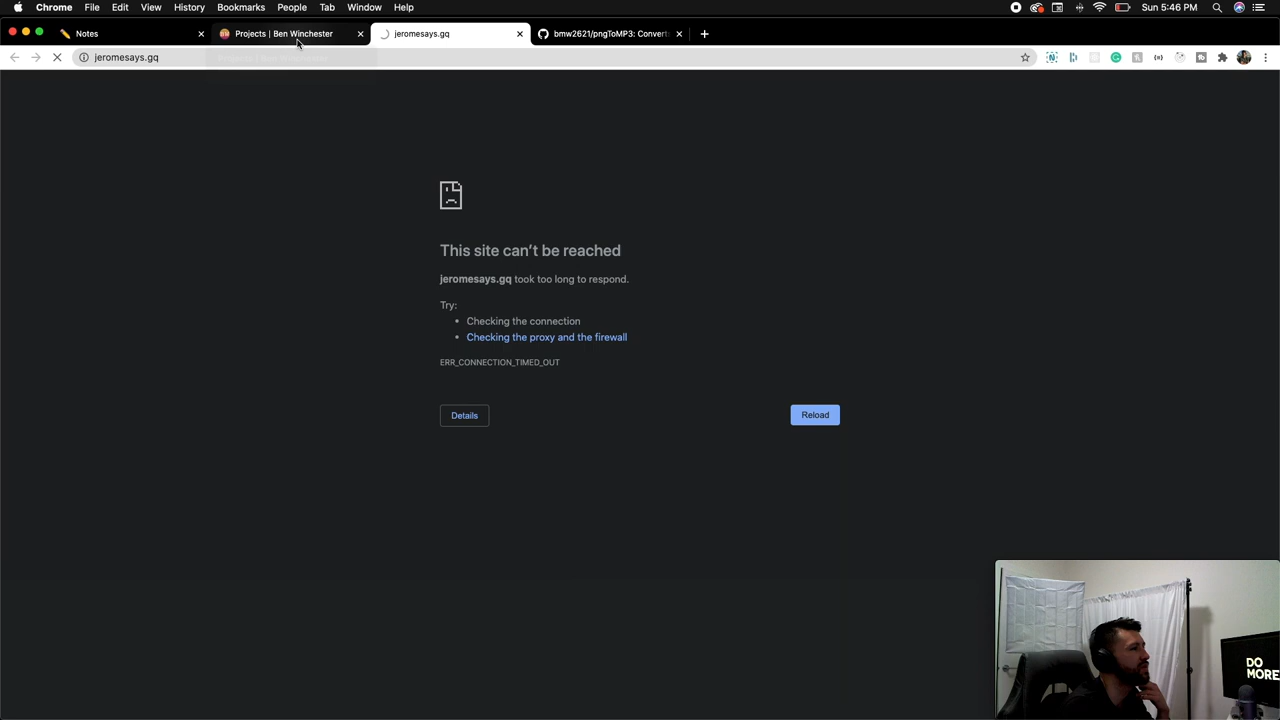 Chrome File Edit View History Bookmarks People Tab Window Help Sun 5:46 PM
Notes Projects | Ben Winchester jeromesays.gq bmw2621/pngToMP3: Convert
jeromesays.gq
This site can’t be reached
jeromesays.gq took too long to respond.
Try:
• Checking the connection
• Checking the proxy and the firewall
ERR_CONNECTION_TIMED_OUT
Details Reload
DO
MORE